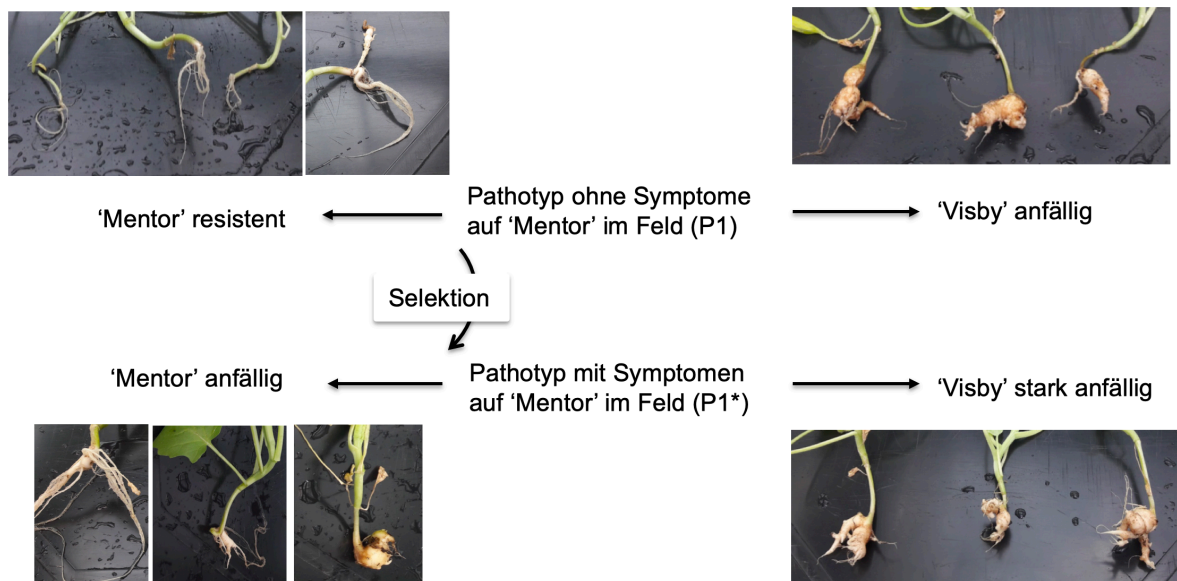 ‘Mentor’ resistent
Pathotyp ohne Symptome
auf ‘Mentor’ im Feld (P1)
‘Visby’ anfällig
Selektion
‘Mentor’ anfällig
Pathotyp mit Symptomen
auf ‘Mentor’ im Feld (P1*)
‘Visby’ stark anfällig